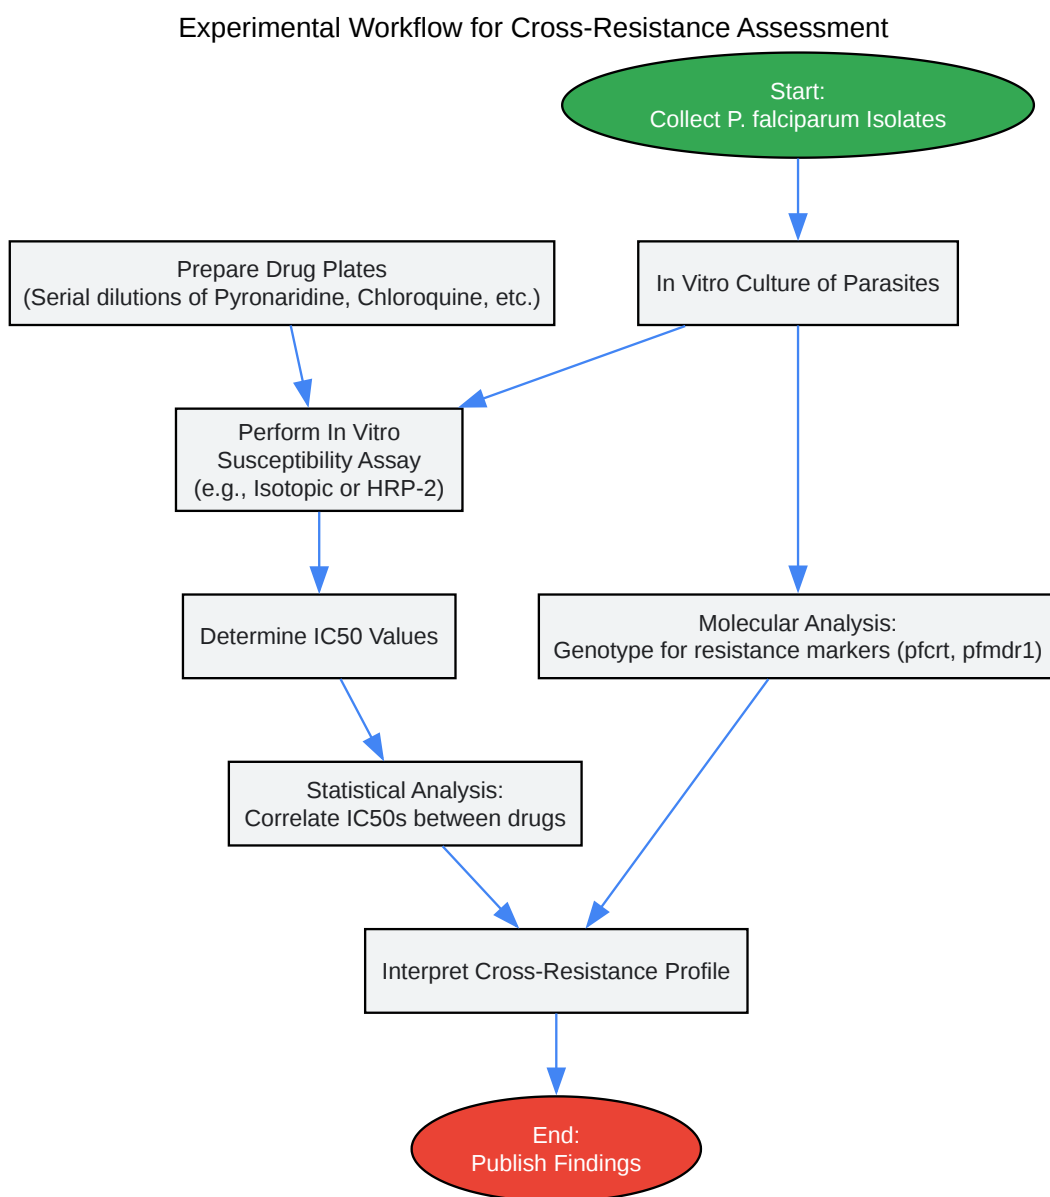 Experimental Workflow for Cross-Resistance Assessment
Start:
Collect P. falciparum Isolates
Prepare Drug Plates
(Serial dilutions of Pyronaridine, Chloroquine, etc.)
In Vitro Culture of Parasites
Perform In Vitro
Susceptibility Assay
(e.g., Isotopic or HRP-2)
Determine IC50 Values
Molecular Analysis:
Genotype for resistance markers (pfcrt, pfmdr1)
Statistical Analysis:
Correlate IC50s between drugs
Interpret Cross-Resistance Profile
End:
Publish Findings